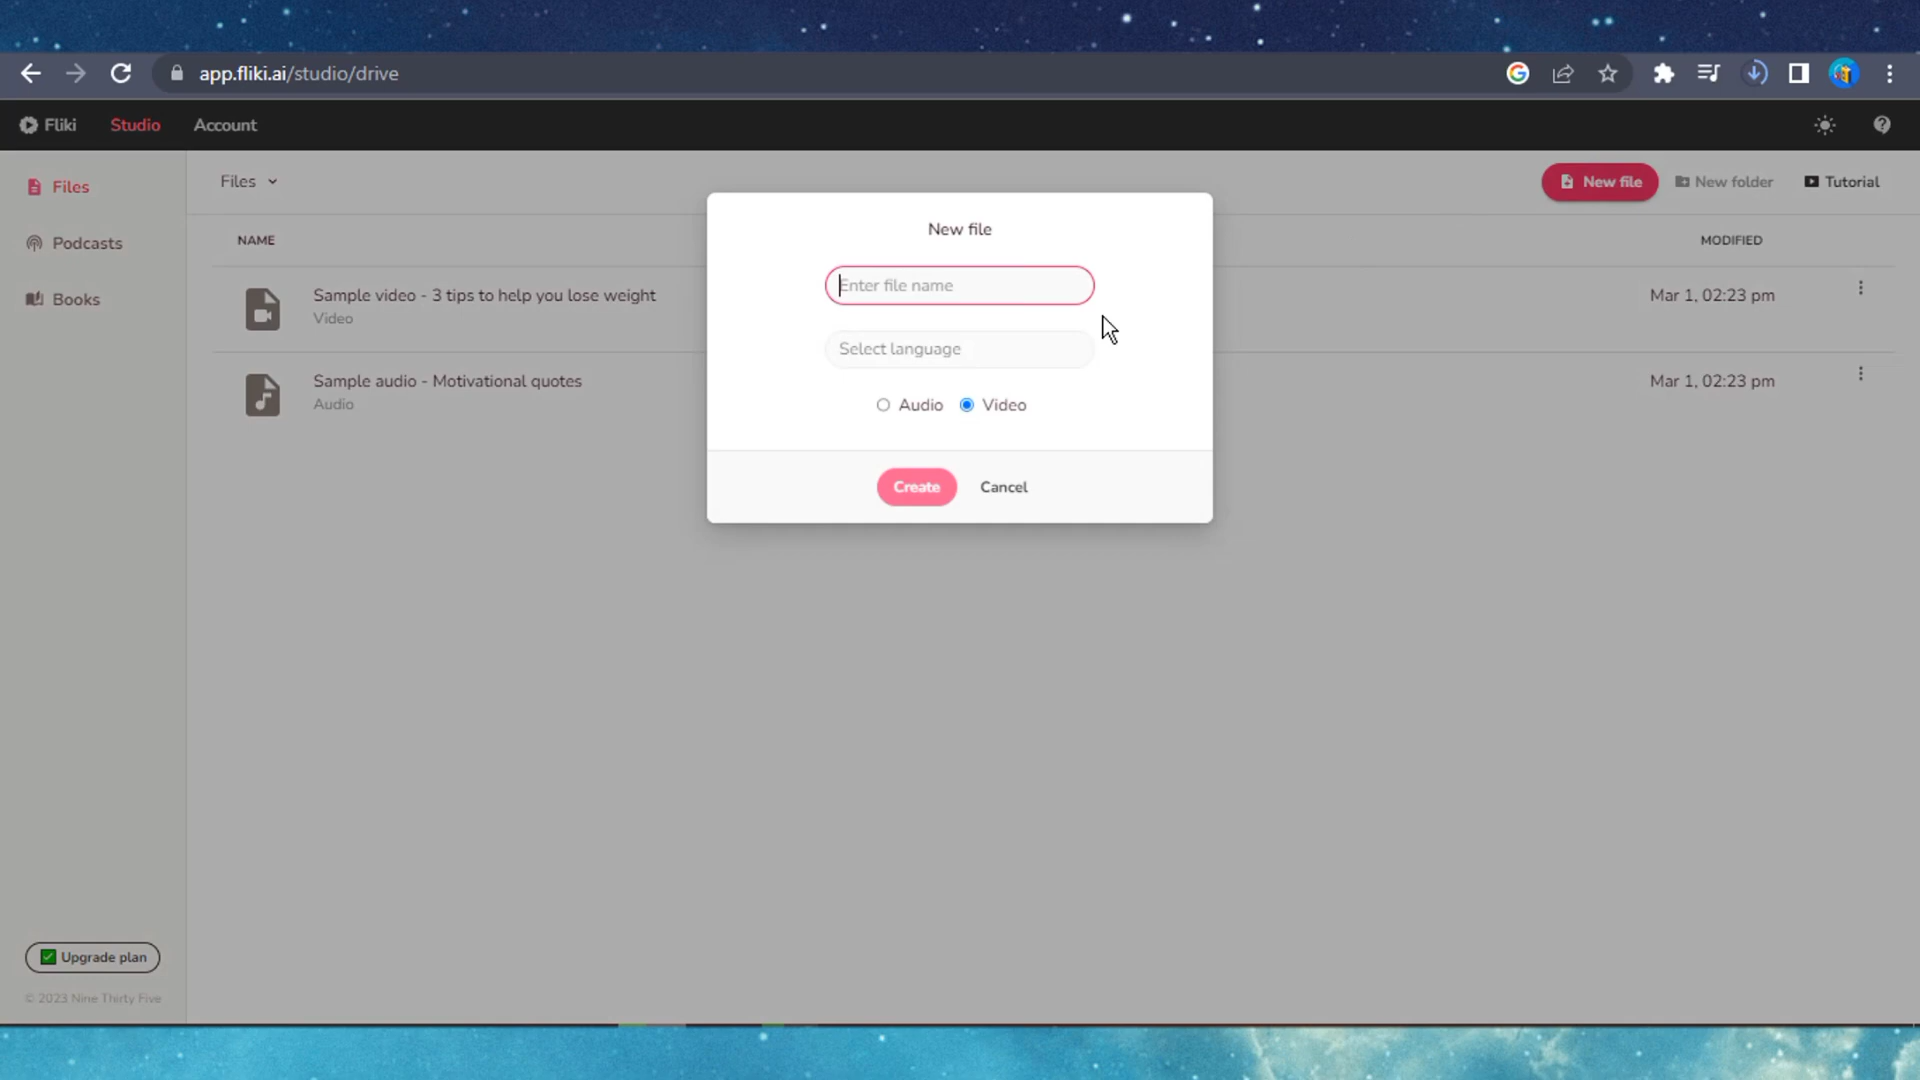 app.fliki.ai/studio/drive
Fliki Studio Account
Files
Podcasts
Books
Files
New file New folder Tutorial
NAME
MODIFIED
Sample video - 3 tips to help you lose weight
Video
Mar 1, 02:23 pm
Sample audio - Motivational quotes
Audio
Mar 1, 02:23 pm
New file
Enter file name
Select language
Audio Video
Create Cancel
Upgrade plan
© 2023 Nine Thirty Five